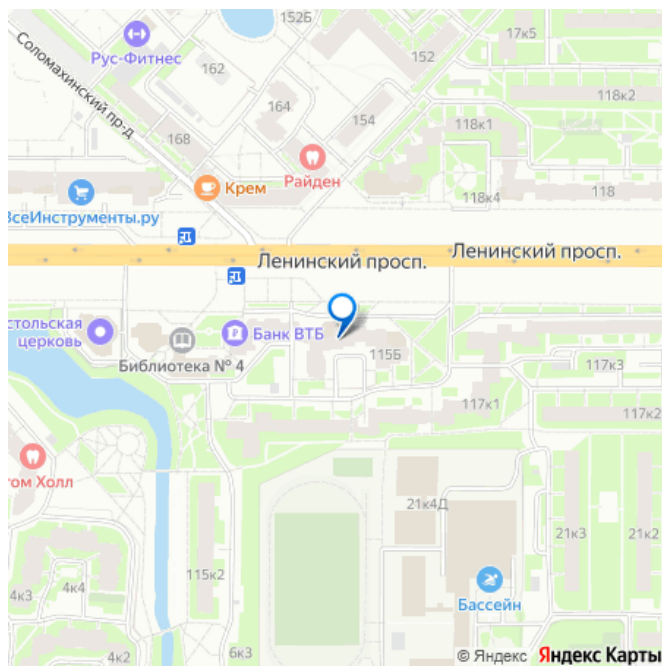 152Б
17к5
Рус-Фитнес
162
152
118к2
Соломахинский пр-д
164
154
118к1
168
Райден
Крем
118к4
118
ВсеИнструменты.ру
Ленинский просп.
Ленинский просп.
стольская
церковь
Банк ВТБ
115Б
Библиотека № 4
117к3
117к1
117к2
том Холл
21к4Д
21к3
21к2
115к2
4к4
4к3
Бассейн
6к3
4к2
© Яндекс Яндекс Карты